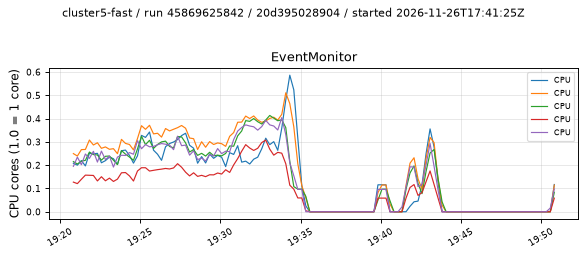 cluster5-fast / run 45869625842 / 20d395028904 / started 2026-11-26T17:41:25Z
EventMonitor
CPU cores (1.0 = 1 core)
0.6
0.5
0.4
0.3
0.2
0.1
0.0
CPU
CPU
CPU
CPU
CPU
19:20
19:25
19:30
19:35
19:40
19:45
19:50